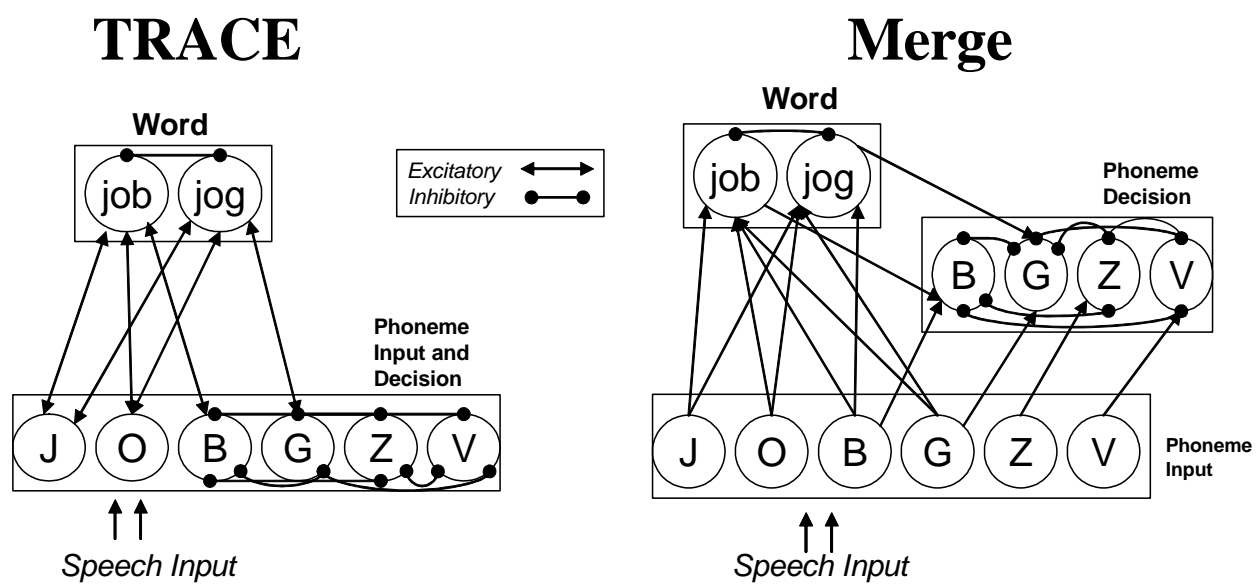 TRACE
Word
job jog
Excitatory
Inhibitory
Phoneme
Input and
Decision
J O B G Z V
Speech Input
Merge
Word
job jog
Phoneme
Decision
B G Z V
J O B G Z V
Phoneme
Input
Speech Input